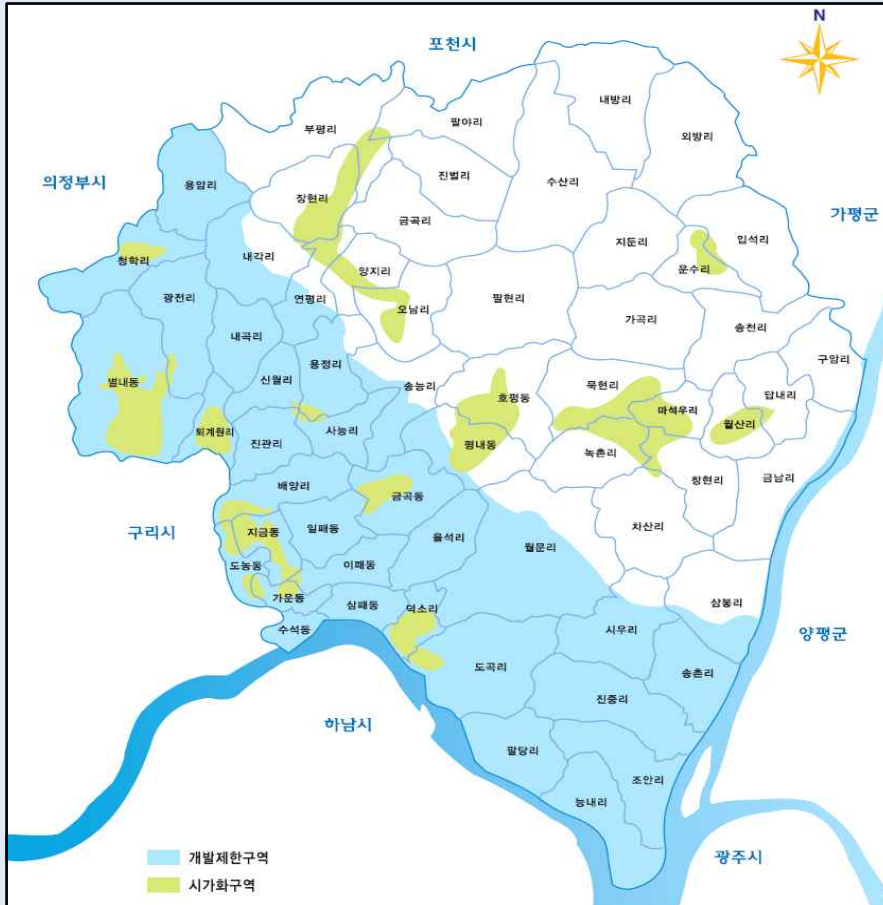 N
포천시
내방리
부평리
팔야리
외방리
의정부시
용암리
진벌리
수산리
장현리
금곡리
가평군
지둔리
입석리
청학리
내각리
양지리
운수리
광전리
연평리
오남리
팔현리
가곡리
송천리
내곡리
용정리
구암리
별내동
신월리
송능리
호평동
묵현리
마석우리
답내리
월산리
퇴계원리
진관리
사능리
평내동
녹촌리
창현리
금남리
배양리
금곡동
구리시
지금동
일패동
율석리
월문리
차산리
도농동
이패동
가운동
삼패동
덕소리
삼봉리
수석동
시우리
양평군
도곡리
송촌리
하남시
진중리
팔당리
조안리
능내리
개발제한구역
시가화구역
광주시